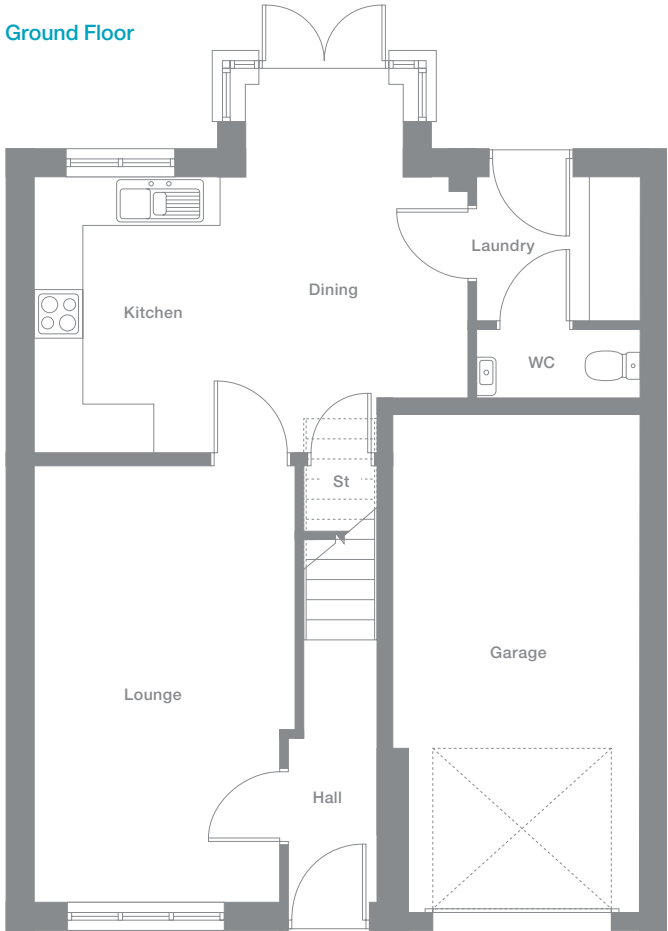 Ground Floor
Laundry
Dining
Kitchen
WC
St
Garage
Lounge
Hall